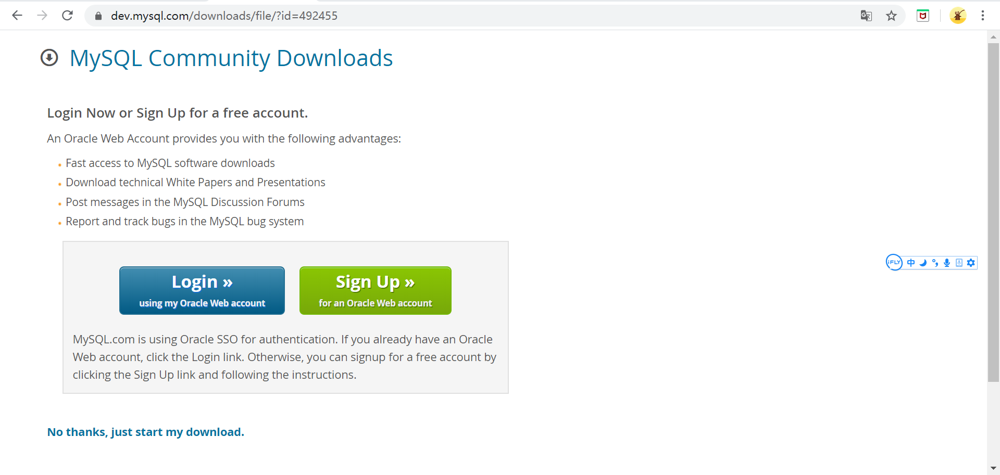 dev.mysql.com/downloads/file/?id=492455
MySQL Community Downloads
Login Now or Sign Up for a free account.
An Oracle Web Account provides you with the following advantages:
Fast access to MySQL software downloads
Download technical White Papers and Presentations
Post messages in the MySQL Discussion Forums
Report and track bugs in the MySQL bug system
iFLY 中
Login »
using my Oracle Web account
Sign Up »
for an Oracle Web account
MySQL.com is using Oracle SSO for authentication. If you already have an Oracle
Web account, click the Login link. Otherwise, you can signup for a free account by
clicking the Sign Up link and following the instructions.
No thanks, just start my download.